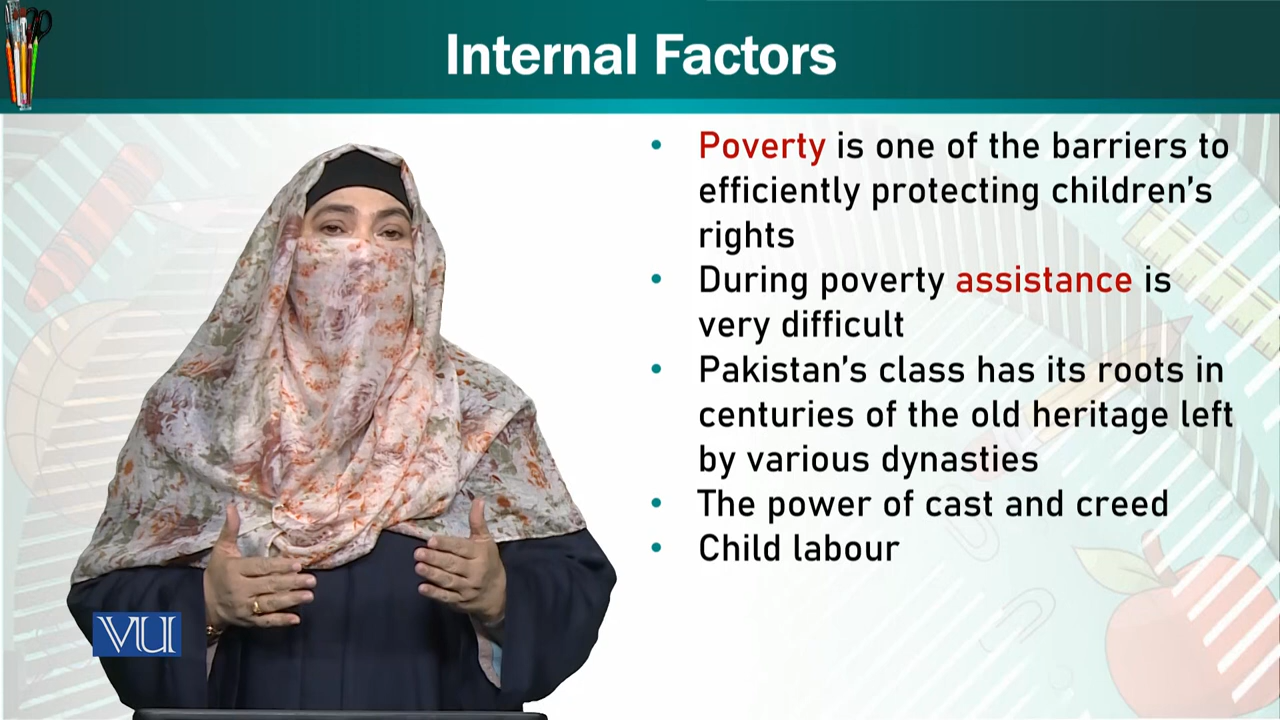 Internal Factors
• Poverty is one of the barriers to
efficiently protecting children’s
rights
• During poverty assistance is
very difficult
• Pakistan’s class has its roots in
centuries of the old heritage left
by various dynasties
• The power of cast and creed
• Child labour
VU